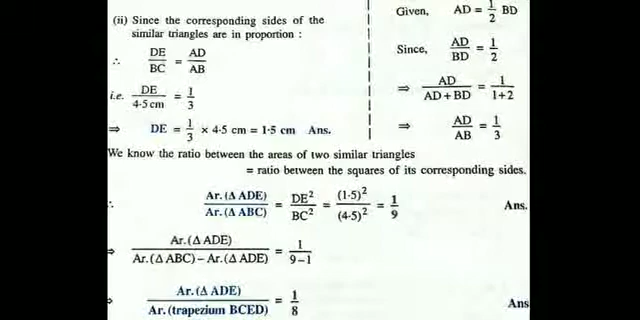 (ii) Since the corresponding sides of the
similar triangles are in proportion :
∴ DE/BC = AD/AB
i.e. DE/4·5 cm = 1/3
⇒ DE = 1/3 × 4·5 cm = 1·5 cm Ans.
Given, AD = 1/2 BD
Since, AD/BD = 1/2
⇒ AD/AD + BD = 1/1+2
⇒ AD/AB = 1/3
We know the ratio between the areas of two similar triangles
= ratio between the squares of its corresponding sides.
∴ Ar.(Δ ADE)/Ar.(Δ ABC) = DE²/BC² = (1·5)²/(4·5)² = 1/9 Ans.
⇒ Ar.(Δ ADE)/Ar.(Δ ABC) – Ar.(Δ ADE) = 1/9–1
⇒ Ar.(Δ ADE)/Ar.(trapezium BCED) = 1/8 Ans